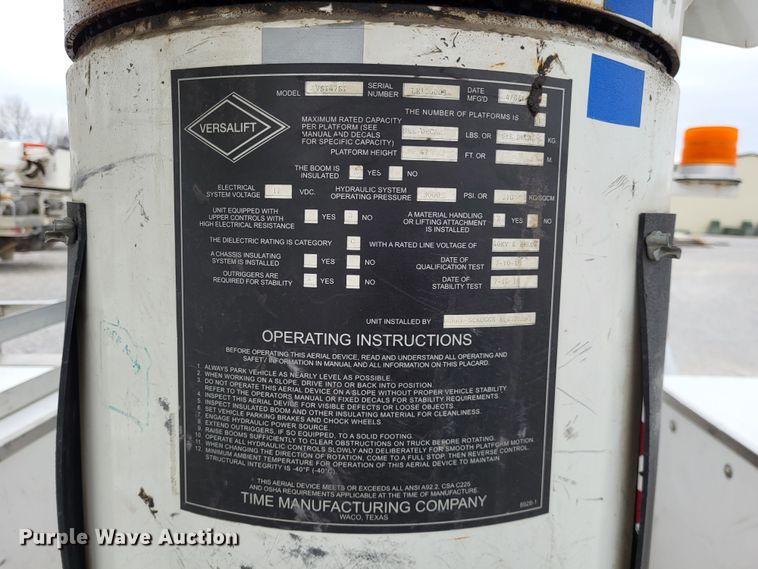 VERSALIFT
MODEL SERIAL NUMBER DATE MFG'D
THE NUMBER OF PLATFORMS IS
MAXIMUM RATED CAPACITY
PER PLATFORM (SEE
MANUAL AND DECALS
FOR SPECIFIC CAPACITY)
LBS. OR KG.
PLATFORM HEIGHT FT. OR M.
THE BOOM IS
INSULATED YES NO
ELECTRICAL
SYSTEM VOLTAGE 12 VDC.
HYDRAULIC SYSTEM
OPERATING PRESSURE 3000 PSI. OR KG/SQCM
UNIT EQUIPPED WITH
UPPER CONTROLS WITH
HIGH ELECTRICAL RESISTANCE YES NO
A MATERIAL HANDLING
OR LIFTING ATTACHMENT
IS INSTALLED YES NO
THE DIELECTRIC RATING IS CATEGORY C WITH A RATED LINE VOLTAGE OF
A CHASSIS INSULATING
SYSTEM IS INSTALLED YES NO
DATE OF
QUALIFICATION TEST
OUTRIGGERS ARE
REQUIRED FOR STABILITY YES NO
DATE OF
STABILITY TEST
UNIT INSTALLED BY
OPERATING INSTRUCTIONS
BEFORE OPERATING THIS AERIAL DEVICE, READ AND UNDERSTAND ALL OPERATING AND
SAFETY INFORMATION IN MANUAL AND ALL INFORMATION ON THIS PLACARD.
1. ALWAYS PARK VEHICLE AS NEARLY LEVEL AS POSSIBLE.
2. WHEN WORKING ON A SLOPE, DRIVE INTO OR BACK INTO POSITION.
3. DO NOT OPERATE THIS AERIAL DEVICE ON A SLOPE WITHOUT PROPER VEHICLE STABILITY.
REFER TO THE OPERATORS MANUAL OR FIXED DECALS FOR STABILITY REQUIREMENTS.
4. INSPECT THIS AERIAL DEVICE FOR VISIBLE DEFECTS OR LOOSE OBJECTS.
5. INSPECT INSULATED BOOM AND OTHER INSULATING MATERIAL FOR CLEANLINESS.
6. SET VEHICLE PARKING BRAKES AND CHOCK WHEELS.
7. ENGAGE HYDRAULIC POWER SOURCE.
8. EXTEND OUTRIGGERS, IF SO EQUIPPED, TO A SOLID FOOTING.
9. RAISE BOOMS SUFFICIENTLY TO CLEAR OBSTRUCTIONS ON TRUCK BEFORE ROTATING.
10. OPERATE ALL HYDRAULIC CONTROLS SLOWLY AND DELIBERATELY FOR SMOOTH PLATFORM MOTION.
11. WHEN CHANGING THE DIRECTION OF ROTATION, COME TO A FULL STOP, THEN REVERSE CONTROL.
12. MINIMUM AMBIENT TEMPERATURE FOR OPERATION OF THIS AERIAL DEVICE TO MAINTAIN
STRUCTURAL INTEGRITY IS -40°F (-40°C).
THIS AERIAL DEVICE MEETS OR EXCEEDS ALL ANSI A92.2, CSA C225
AND OSHA REQUIREMENTS APPLICABLE AT THE TIME OF MANUFACTURE.
TIME MANUFACTURING COMPANY
WACO, TEXAS
8928-1
Purple Wave Auction